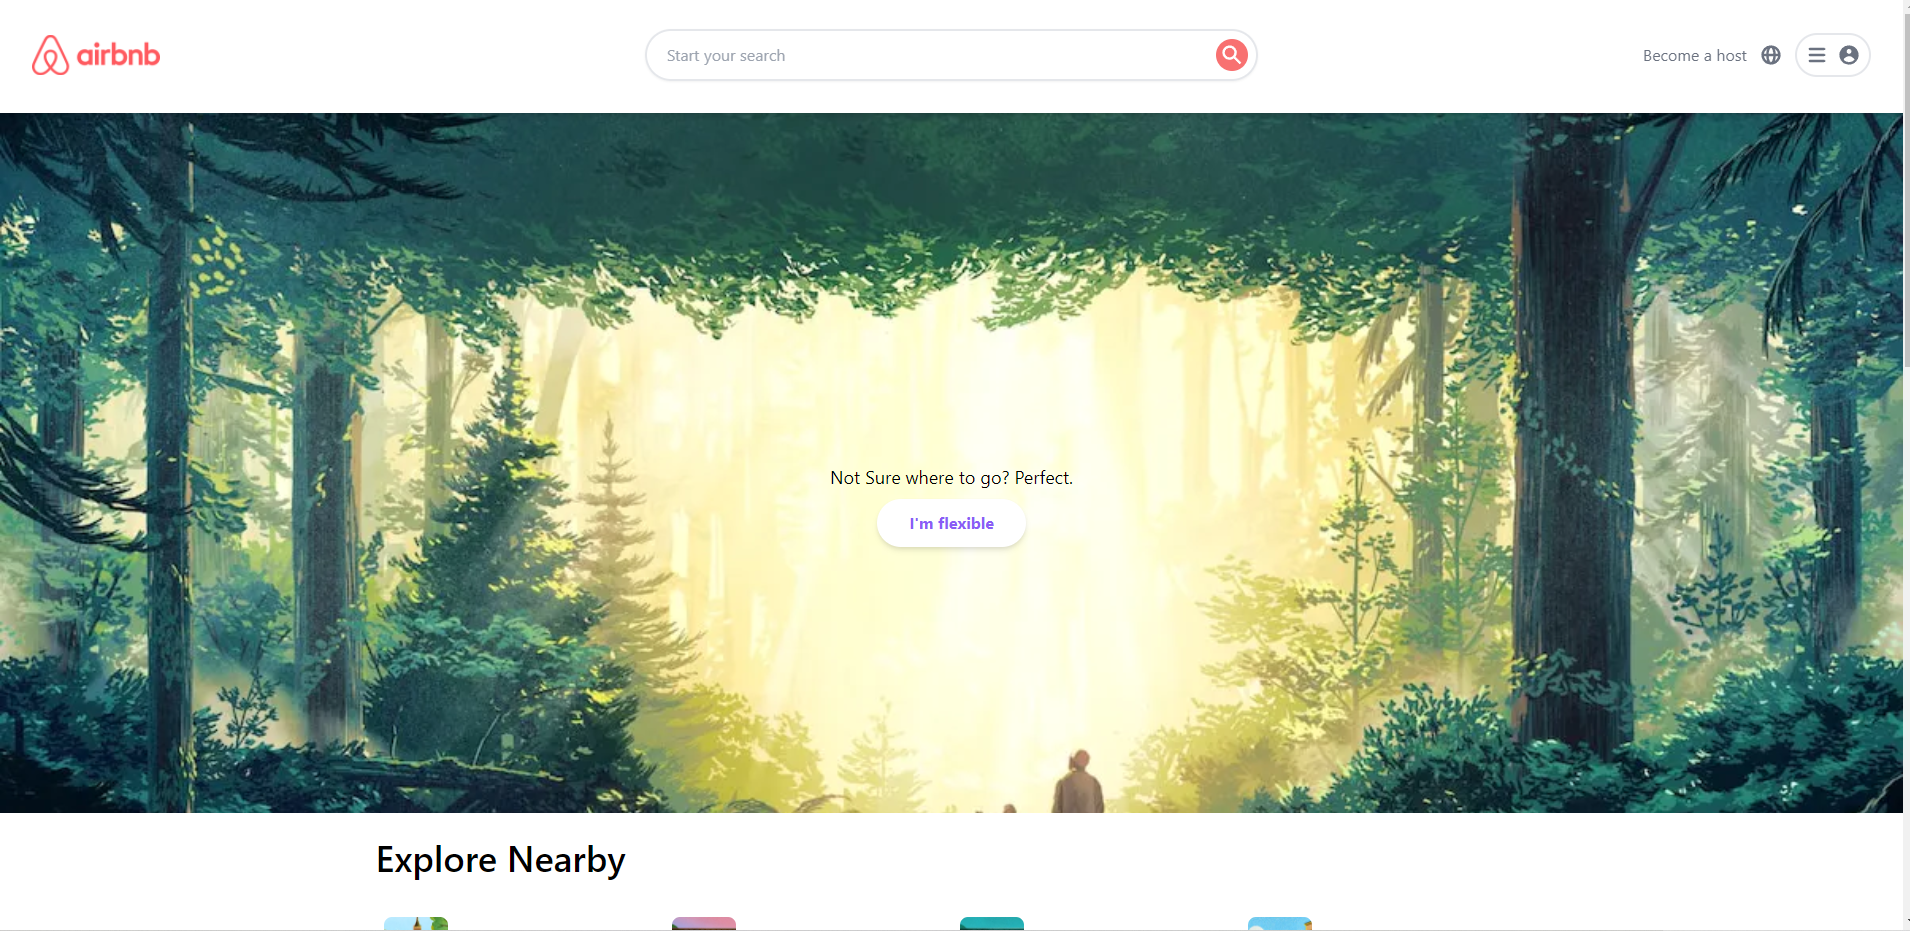 airbnb
Start your search
Become a host
Not Sure where to go? Perfect.
I'm flexible
Explore Nearby